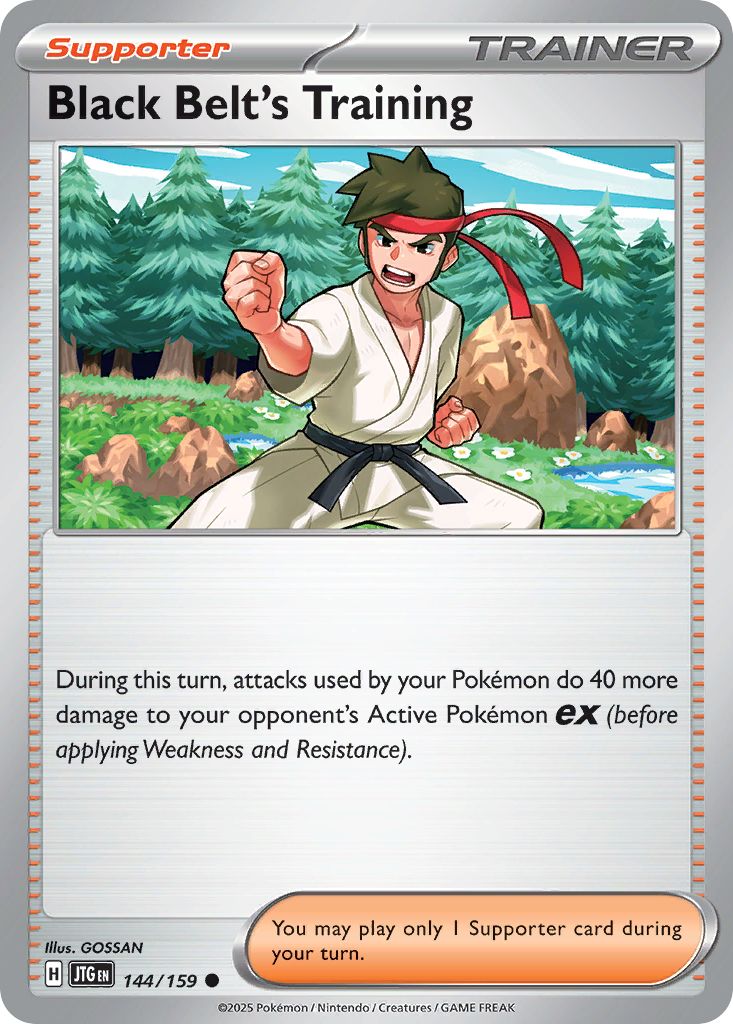 Supporter
TRAINER
Black Belt's Training
During this turn, attacks used by your Pokémon do 40 more
damage to your opponent's Active Pokémon ex (before
applying Weakness and Resistance).
You may play only 1 Supporter card during
your turn.
Illus. GOSSAN
H JTG EN 144/159
©2025 Pokémon / Nintendo / Creatures / GAME FREAK